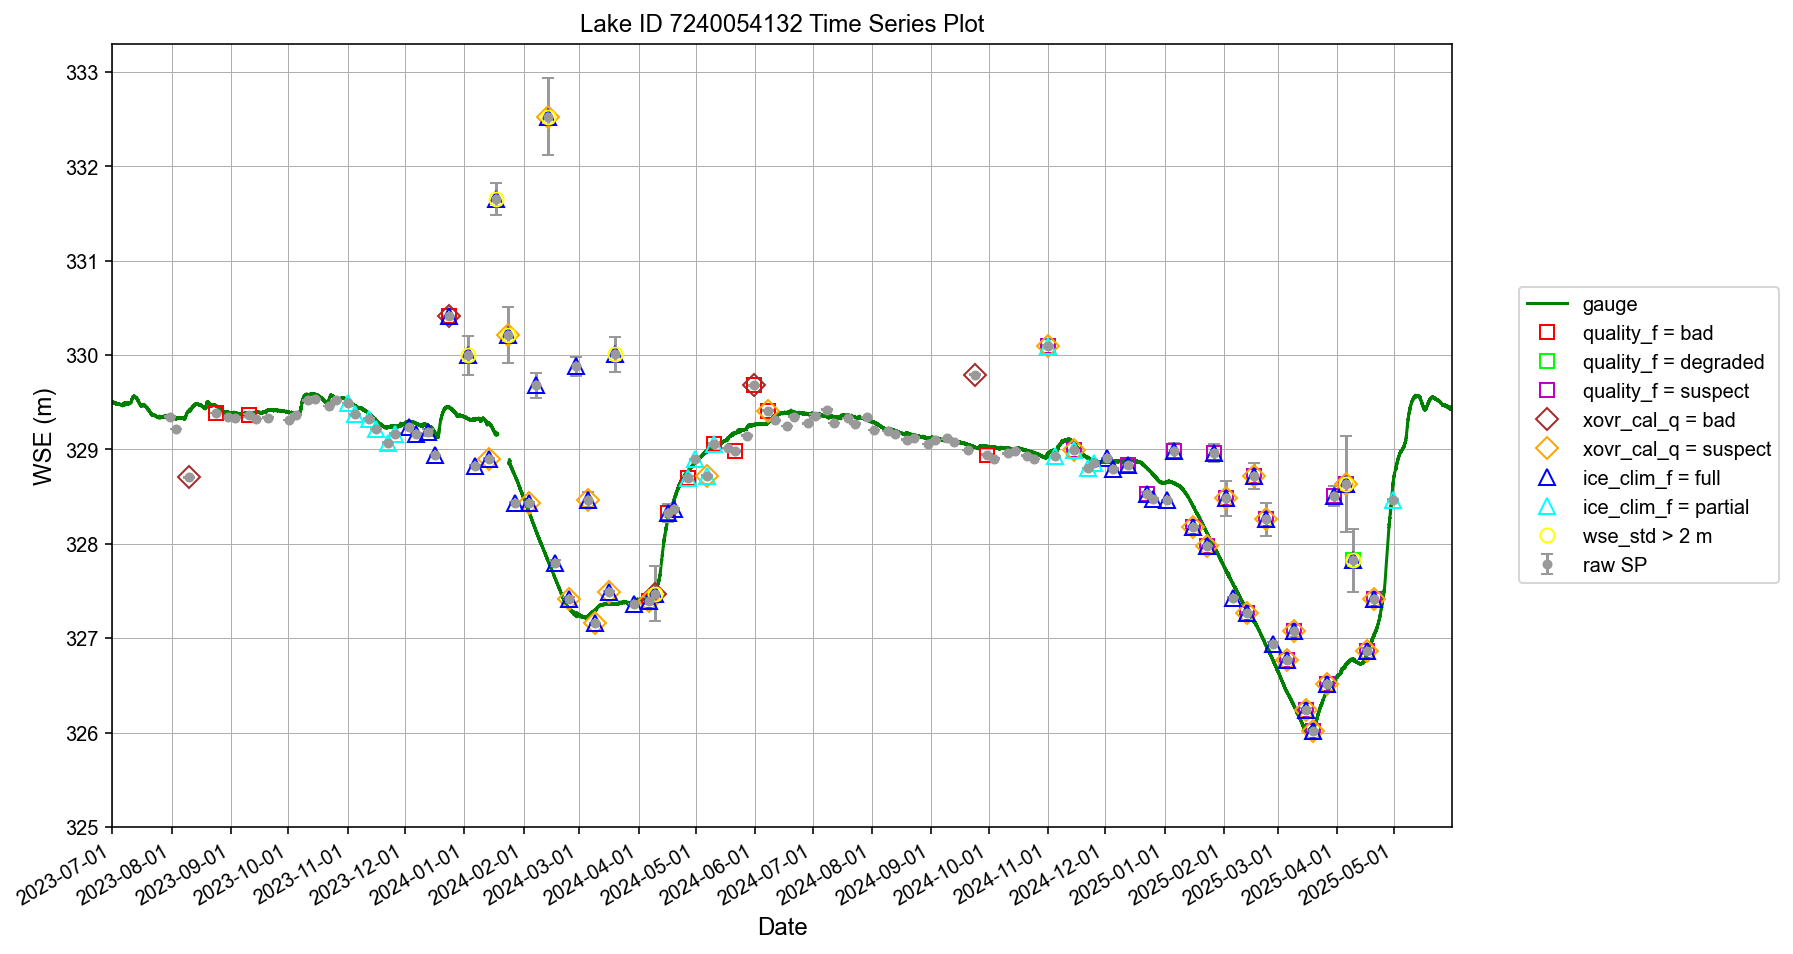 Lake ID 7240054132 Time Series Plot
WSE (m)
333
332
331
330
329
328
327
326
325
2023-07-01
2023-08-01
2023-09-01
2023-10-01
2023-11-01
2023-12-01
2024-01-01
2024-02-01
2024-03-01
2024-04-01
2024-05-01
2024-06-01
2024-07-01
2024-08-01
2024-09-01
2024-10-01
2024-11-01
2024-12-01
2025-01-01
2025-02-01
2025-03-01
2025-04-01
2025-05-01
Date
gauge
quality_f = bad
quality_f = degraded
quality_f = suspect
xovr_cal_q = bad
xovr_cal_q = suspect
ice_clim_f = full
ice_clim_f = partial
wse_std > 2 m
raw SP